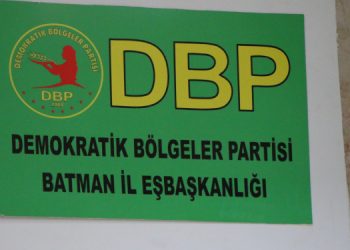 DEMOKRATİK BÖLGELER PARTİSİ
DBP
DBP
DEMOKRATİK BÖLGELER PARTİSİ
BATMAN İL EŞBAŞKANLIĞI